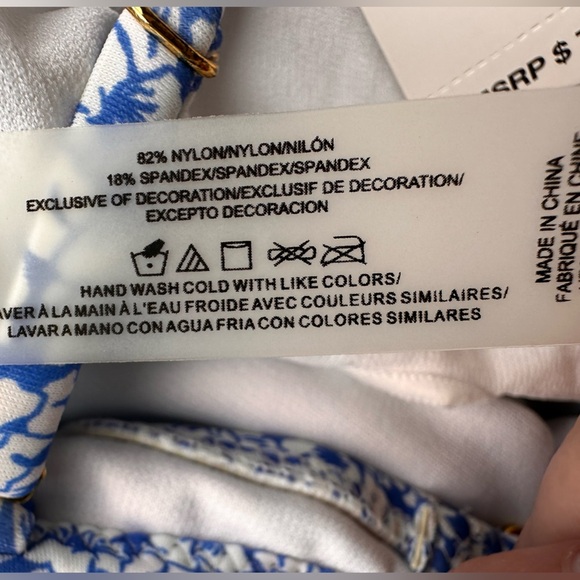 SRP $
82% NYLON/NYLON/NILÓN
18% SPANDEX/SPANDEX/SPANDEX
EXCLUSIVE OF DECORATION/EXCLUSIF DE DECORATION/
EXCEPTO DECORACION
HAND WASH COLD WITH LIKE COLORS/
AVER À LA MAIN À L'EAU FROIDE AVEC COULEURS SIMILAIRES/
LAVAR A MANO CON AGUA FRIA CON COLORES SIMILARES
MADE IN CHINA
FABRIQUÉ EN CHINE